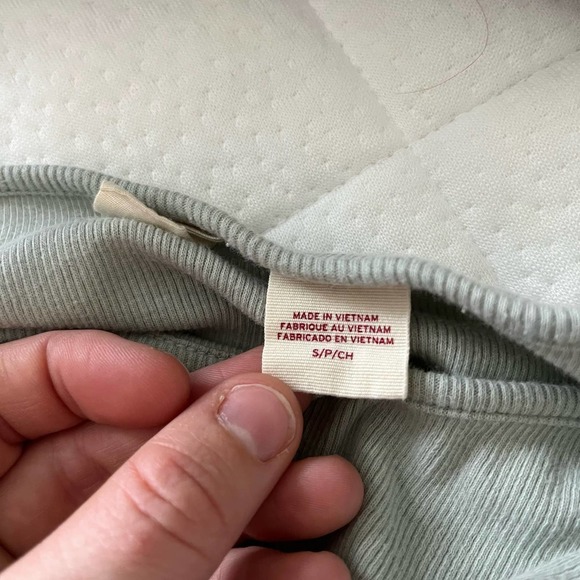 MADE IN VIETNAM
FABRIQUE AU VIETNAM
FABRICADO EN VIETNAM
S/P/CH